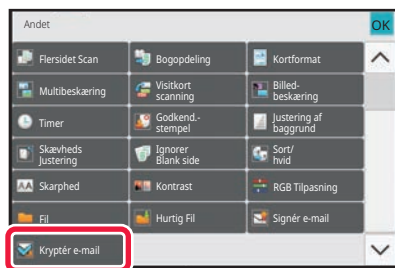 Andet
OK
Flersidet Scan
Bogopdeling
Kortformat
Multibeskæring
Visitkort
scanning
Billed-
beskæring
Timer
Godkend.-
stempel
Justering af
baggrund
Skævheds
Justering
Ignorer
Blank side
Sort/
hvid
AA
Skarphed
Kontrast
RGB Tilpasning
Fil
Hurtig Fil
Signér e-mail
Kryptér e-mail